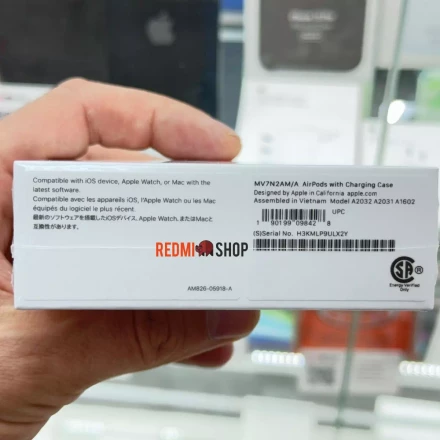 Compatible with iOS device, Apple Watch, or Mac with the
latest software.
Compatible avec les appareils iOS, l'Apple Watch ou les Mac
équipés du logiciel le plus récent.
最新のソフトウェアを搭載したiOSデバイス、Apple Watch、またはMacと
互換性があります。
AM826-05918-A
MV7N2AM/A AirPods with Charging Case
Designed by Apple in California apple.com
Assembled in Vietnam Model A2032 A2031 A1602
1 90199 09842 8 UPC
(S)Serial No. H3KMLP9ULX2Y
REDMI SHOP
SA
Energy Verified
Only